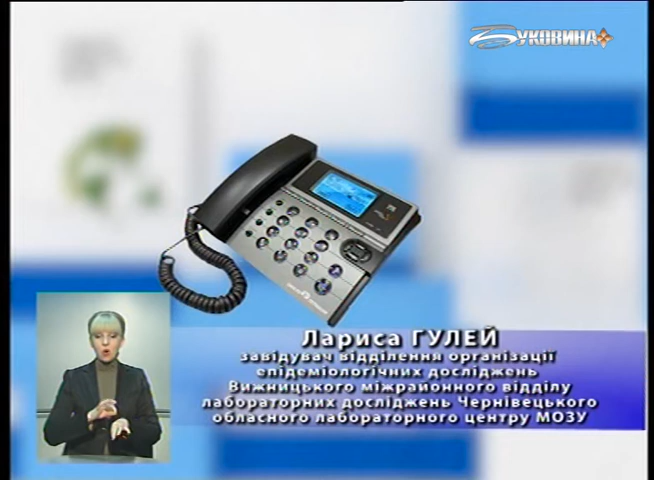 БУКОВИНА
Лариса ГУЛЕЙ
завідувач відділення організації
епідеміологічних досліджень
Вижницького міжрайонного відділу
лабораторних досліджень Чернівецького
обласного лабораторного центру МОЗУ